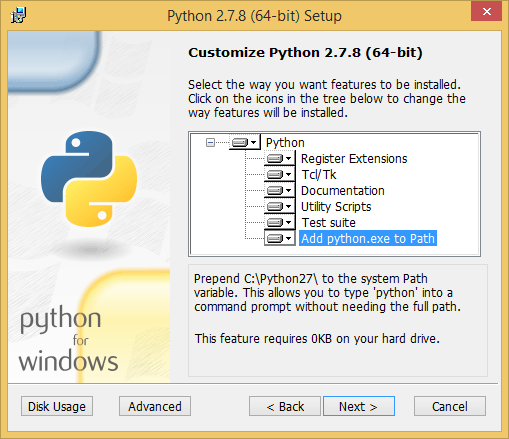 Python 2.7.8 (64-bit) Setup
Customize Python 2.7.8 (64-bit)
Select the way you want features to be installed.
Click on the icons in the tree below to change the
way features will be installed.
Python
Register Extensions
Tcl/Tk
Documentation
Utility Scripts
Test suite
Add python.exe to Path
Prepend C:\Python27\ to the system Path
variable. This allows you to type 'python' into a
command prompt without needing the full path.
This feature requires 0KB on your hard drive.
python
for
windows
Disk Usage
Advanced
< Back
Next >
Cancel